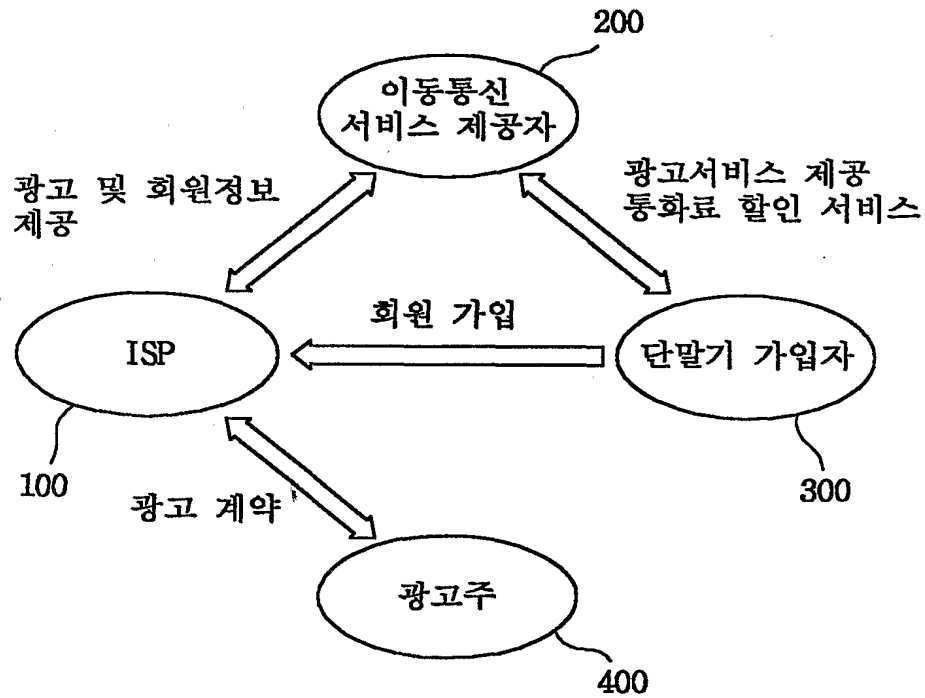 200
이동통신
서비스 제공자
광고 및 회원정보
제공
광고서비스 제공
통화료 할인 서비스
회원 가입
ISP
단말기 가입자
100
300
광고 계약
광고주
400